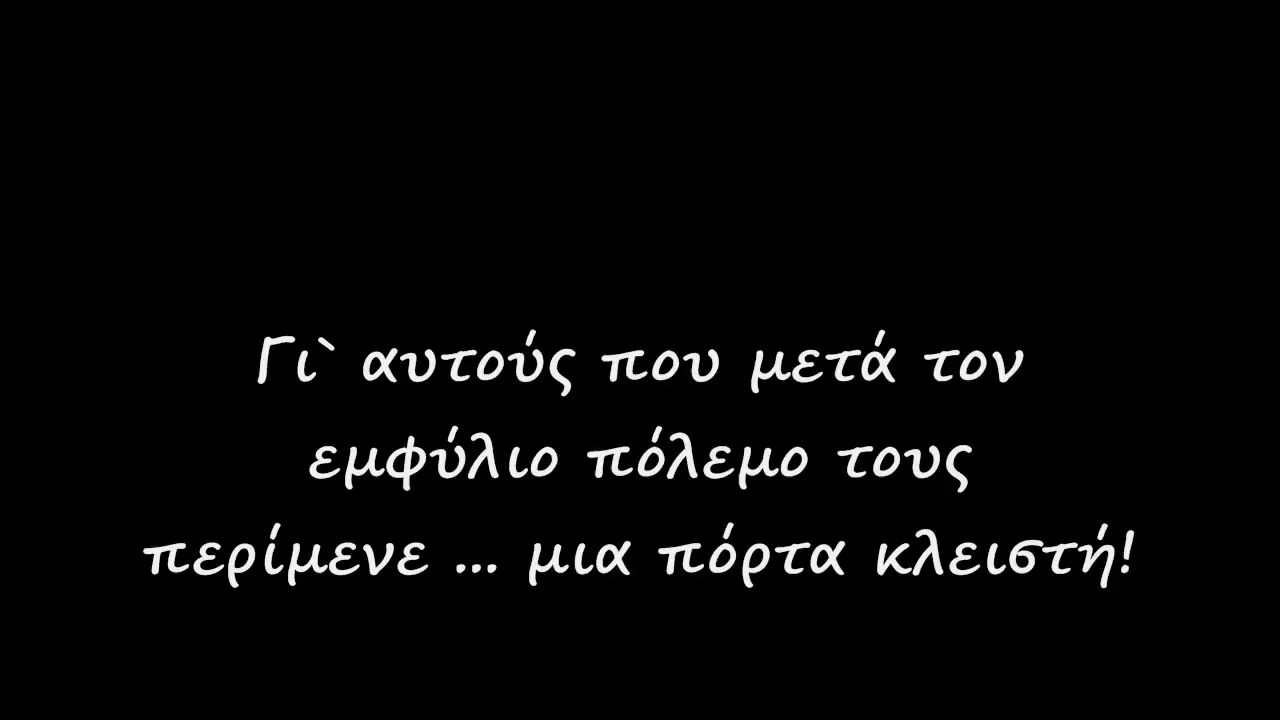 Γι` αυτούς που μετά τον
εμφύλιο πόλεμο τους
περίμενε ... μια πόρτα κλειστή!